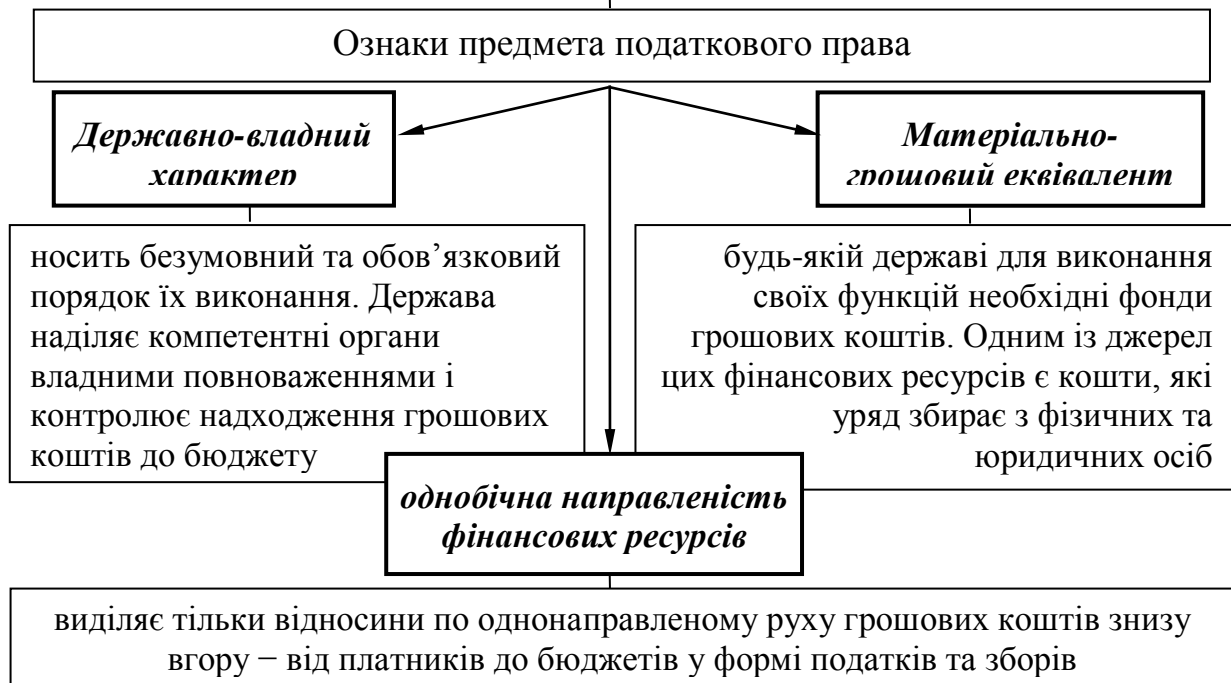 Ознаки предмета податкового права
Державно-владний
характер
Матеріально-
грошовий еквівалент
носить безумовний та обов’язковий
порядок їх виконання. Держава
наділяє компетентні органи
владними повноваженнями і
контролює надходження грошових
коштів до бюджету
будь-якій державі для виконання
своїх функцій необхідні фонди
грошових коштів. Одним із джерел
цих фінансових ресурсів є кошти, які
уряд збирає з фізичних та
юридичних осіб
однобічна направленість
фінансових ресурсів
виділяє тільки відносини по однонаправленому руху грошових коштів знизу
вгору − від платників до бюджетів у формі податків та зборів